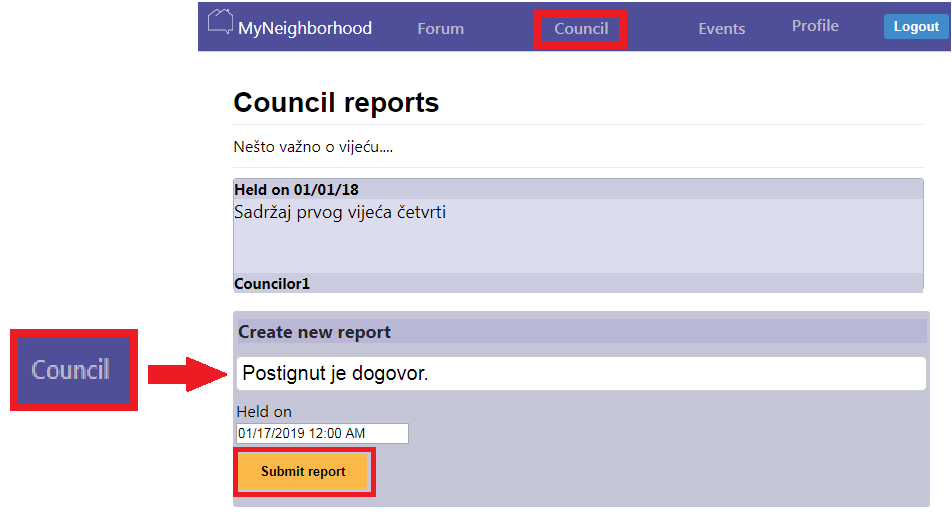 MyNeighborhood Forum Council Events Profile Logout
Council reports
Nešto važno o vijeću....
Held on 01/01/18
Sadržaj prvog vijeća četvrti
Councilor1
Create new report
Council
Postignut je dogovor.
Held on
01/17/2019 12:00 AM
Submit report